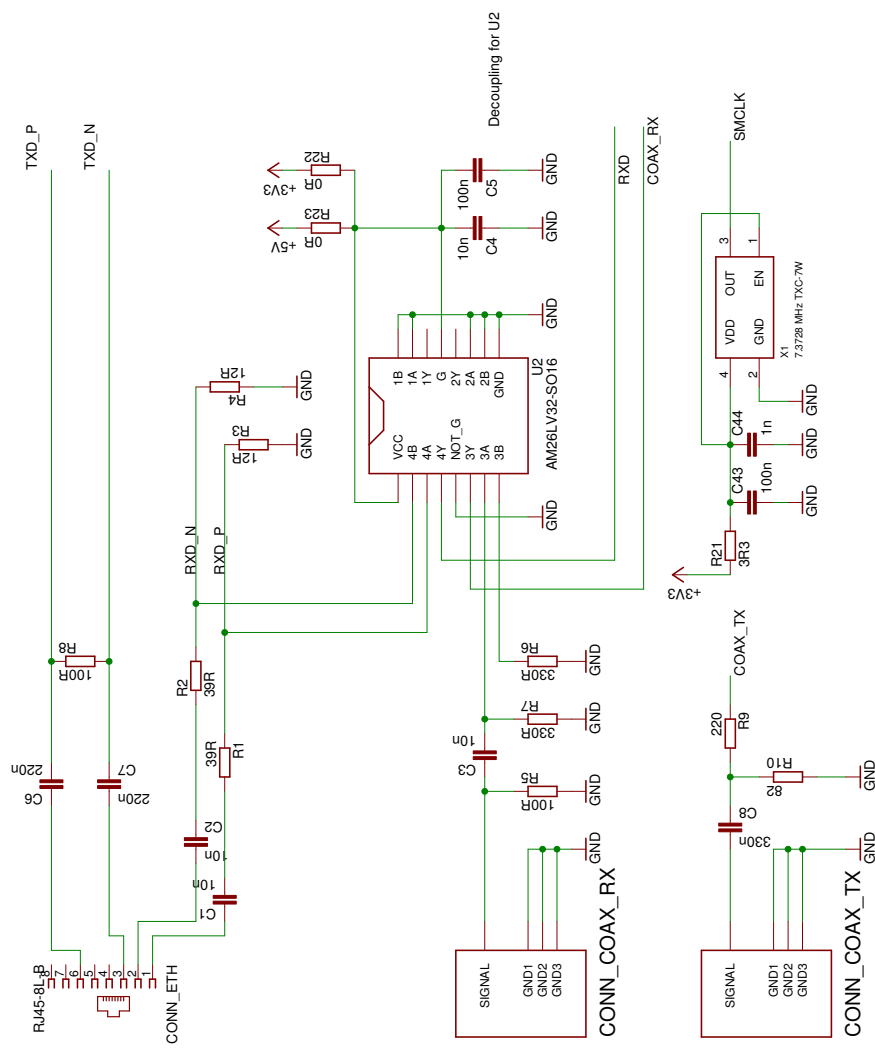 TXD_P
TXD_N
R8
100R
C6
220n
C7
220n
RJ45-8L-B
8
7
6
5
4
3
2
1
CONN_ETH
RXD_N
RXD_P
R2
39R
39R
R1
C2
10n
10n
C1
12R
R4
GND
R3
12R
GND
+3V3
R22
0R
+5V
R23
0R
Decoupling for U2
100n
C5
GND
10n
C4
GND
GND
1B
1A
1Y
G
2Y
2A
2B
GND
VCC
4B
4A
4Y
NOT_G
3Y
3A
3B
U2
AM26LV32-SO16
GND
RXD
COAX_RX
R6
330R
GND
R7
330R
GND
10n
C3
R5
100R
GND
SIGNAL
GND1
GND2
GND3
GND
CONN_COAX_RX
SMCLK
3
1
OUT
EN
VDD
GND
4
2
X1
7.3728 MHz TXC-7W
GND
C44
1n
GND
C43
100n
GND
R21
3R3
+3V3
COAX_TX
220
R9
R10
82
GND
C8
330n
SIGNAL
GND1
GND2
GND3
GND
CONN_COAX_TX